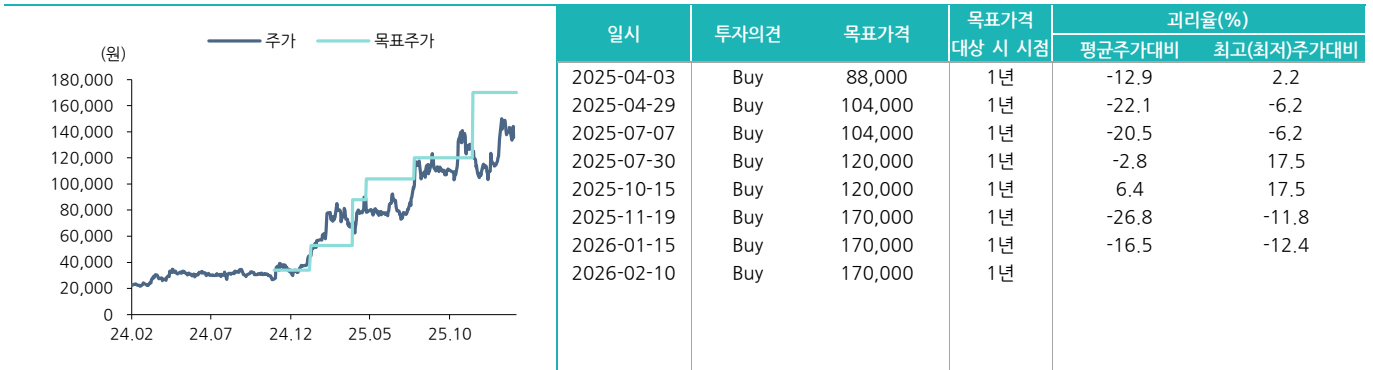 주가 목표주가
(원)
180,000
160,000
140,000
120,000
100,000
80,000
60,000
40,000
20,000
0
24.02 24.07 24.12 25.05 25.10
일시 투자의견 목표가격 목표가격 대상 시 시점 괴리율(%)
평균주가대비 최고(최저)주가대비
2025-04-03 Buy 88,000 1년 -12.9 2.2
2025-04-29 Buy 104,000 1년 -22.1 -6.2
2025-07-07 Buy 104,000 1년 -20.5 -6.2
2025-07-30 Buy 120,000 1년 -2.8 17.5
2025-10-15 Buy 120,000 1년 6.4 17.5
2025-11-19 Buy 170,000 1년 -26.8 -11.8
2026-01-15 Buy 170,000 1년 -16.5 -12.4
2026-02-10 Buy 170,000 1년